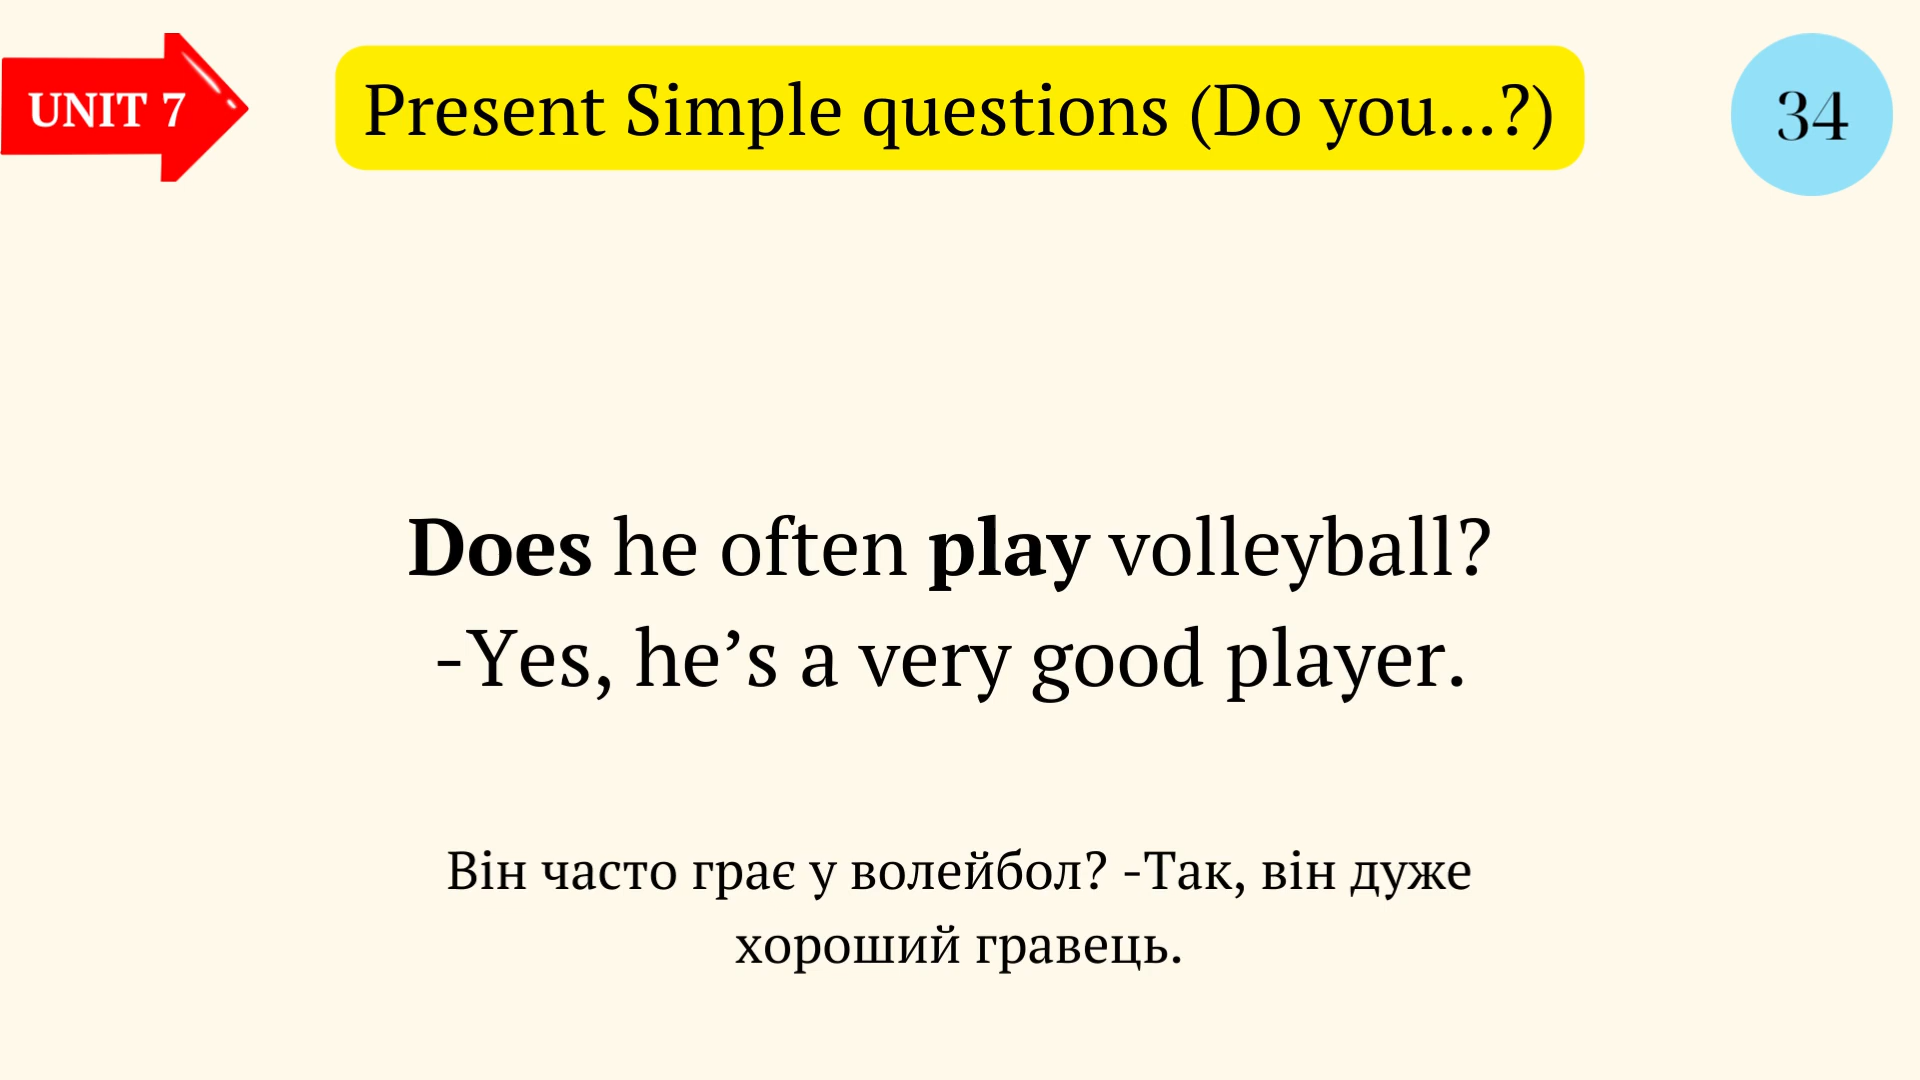 UNIT 7
Present Simple questions (Do you...?)
34
Does he often play volleyball?
-Yes, he’s a very good player.
Він часто грає у волейбол? -Так, він дуже
хороший гравець.